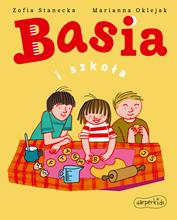 Zofia Stanecka Marianna Oklejak
Basia
i szkoła
harperkids